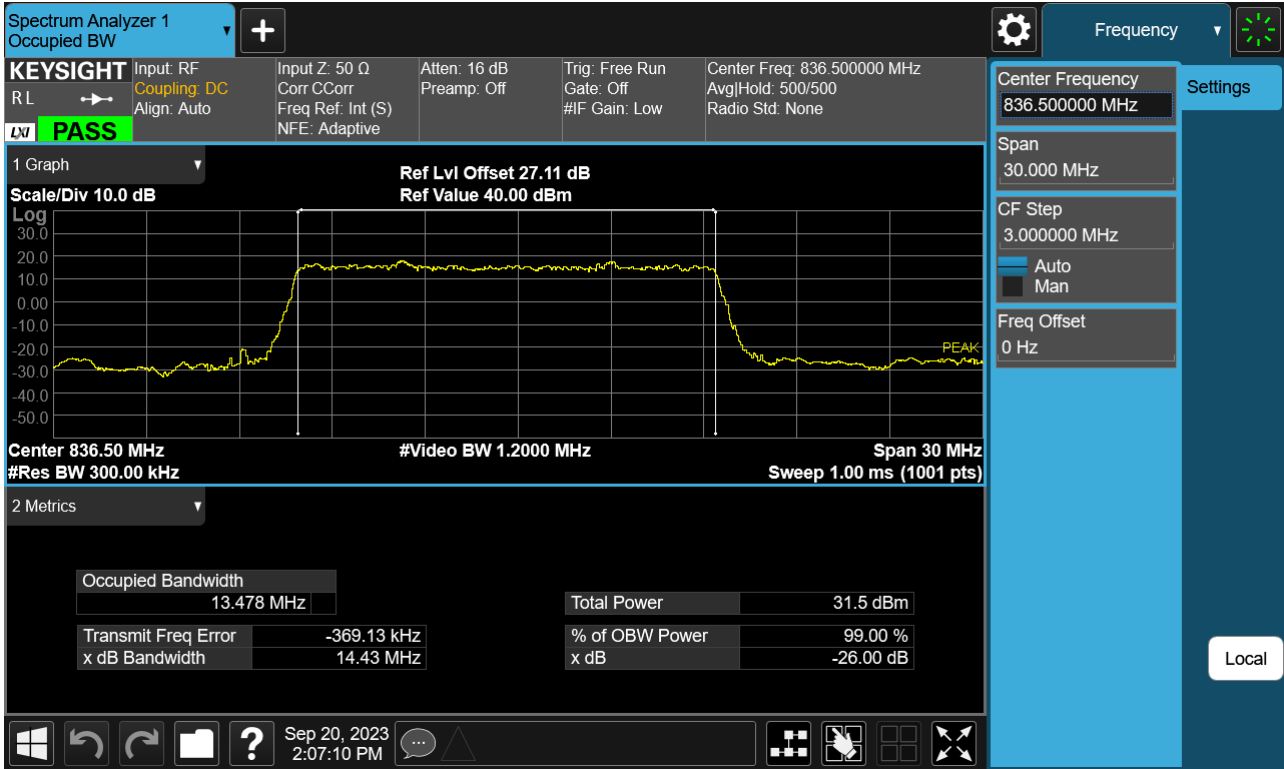 Spectrum Analyzer 1
Occupied BW
Frequency
KEYSIGHT
R L
LXI
PASS
Input: RF
Coupling: DC
Align: Auto
Input Z: 50 Ω
Corr CCorr
Freq Ref: Int (S)
NFE: Adaptive
Atten: 16 dB
Preamp: Off
Trig: Free Run
Gate: Off
#IF Gain: Low
Center Freq: 836.500000 MHz
Avg|Hold: 500/500
Radio Std: None
Center Frequency
836.500000 MHz
Settings
Span
30.000 MHz
CF Step
3.000000 MHz
Auto
Man
Freq Offset
0 Hz
Local
1 Graph
Ref Lvl Offset 27.11 dB
Scale/Div 10.0 dB
Ref Value 40.00 dBm
Log
30.0
20.0
10.0
0.00
-10.0
-20.0
-30.0
-40.0
-50.0
PEAK
Center 836.50 MHz
#Video BW 1.2000 MHz
Span 30 MHz
#Res BW 300.00 kHz
Sweep 1.00 ms (1001 pts)
2 Metrics
Occupied Bandwidth
13.478 MHz
Total Power 31.5 dBm
Transmit Freq Error -369.13 kHz
% of OBW Power 99.00 %
x dB Bandwidth 14.43 MHz
x dB -26.00 dB
?
Sep 20, 2023
2:07:10 PM